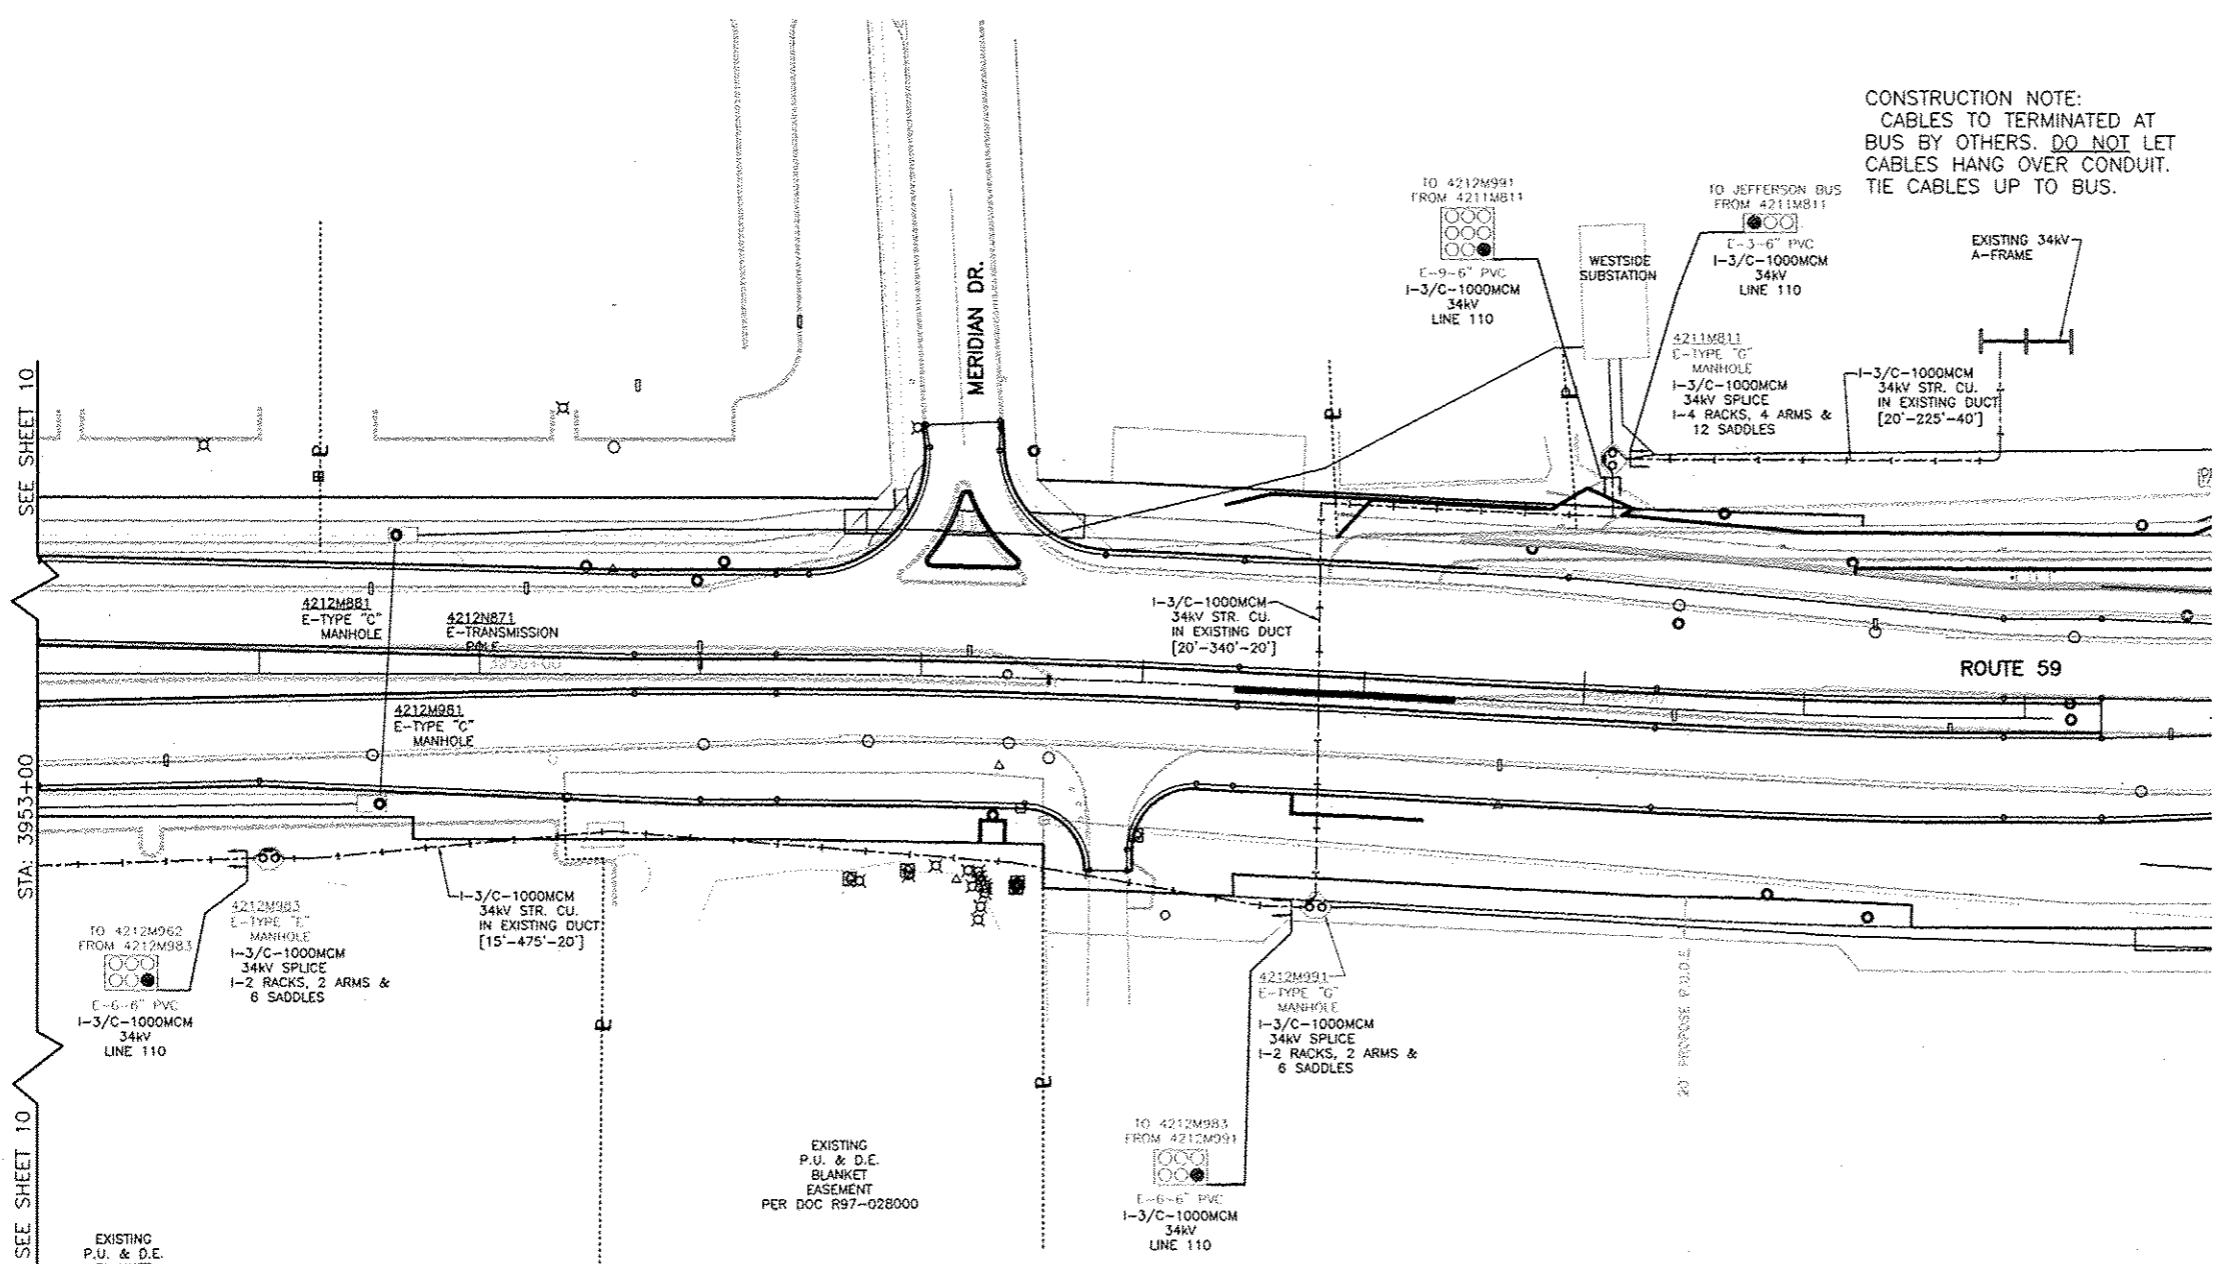 CONSTRUCTION NOTE:
CABLES TO TERMINATED AT
BUS BY OTHERS. DO NOT LET
CABLES HANG OVER CONDUIT.
TIE CABLES UP TO BUS.
TO 4212M991
FROM 4211M811
E-9-6" PVC
1-3/C-1000MCM
34kV
LINE 110
WESTSIDE
SUBSTATION
TO JEFFERSON BUS
FROM 4211M811
E-3-6" PVC
1-3/C-1000MCM
34kV
LINE 110
EXISTING 34kV
A-FRAME
4211M811
E-TYPE "G"
MANHOLE
1-3/C-1000MCM
34kV SPLICE
1-4 RACKS, 4 ARMS &
12 SADDLES
1-3/C-1000MCM
34kV STR. CU.
IN EXISTING DUCT
[20'-225'-40']
MERIDIAN DR.
SEE SHEET 10
4212M881
E-TYPE "C"
MANHOLE
4212N871
E-TRANSMISSION
POLE
1-3/C-1000MCM
34kV STR. CU.
IN EXISTING DUCT
[20'-340'-20']
ROUTE 59
4212M981
E-TYPE "C"
MANHOLE
STA: 3953+00
4212M983
E-TYPE "E"
MANHOLE
1-3/C-1000MCM
34kV SPLICE
1-2 RACKS, 2 ARMS &
6 SADDLES
TO 4212M962
FROM 4212M983
E-6-6" PVC
1-3/C-1000MCM
34kV
LINE 110
1-3/C-1000MCM
34kV STR. CU.
IN EXISTING DUCT
[15'-475'-20']
4212M991
E-TYPE "G"
MANHOLE
1-3/C-1000MCM
34kV SPLICE
1-2 RACKS, 2 ARMS &
6 SADDLES
20' PROPOSE P.U.D.E
TO 4212M983
FROM 4212M991
E-6-6" PVC
1-3/C-1000MCM
34kV
LINE 110
EXISTING
P.U. & D.E.
BLANKET
EASEMENT
PER DOC R97-028000
SEE SHEET 10
EXISTING
P.U. & D.E.